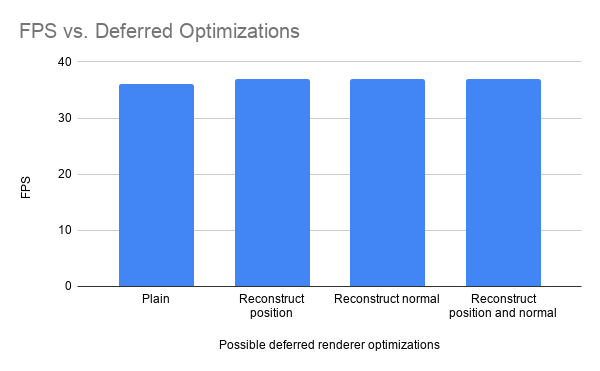 FPS vs. Deferred Optimizations
40
30
20
10
0
FPS
Plain
Reconstruct
position
Reconstruct normal
Reconstruct
position and normal
Possible deferred renderer optimizations